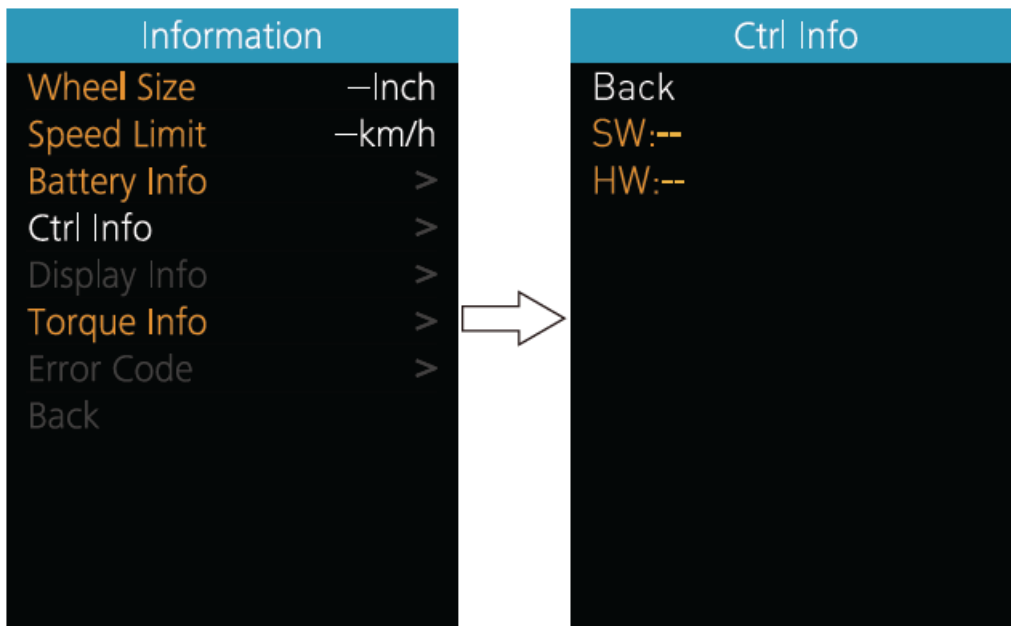 Information
Wheel Size –Inch
Speed Limit –km/h
Battery Info >
Ctrl Info >
Display Info >
Torque Info >
Error Code >
Back
Ctrl Info
Back
SW:--
HW:--